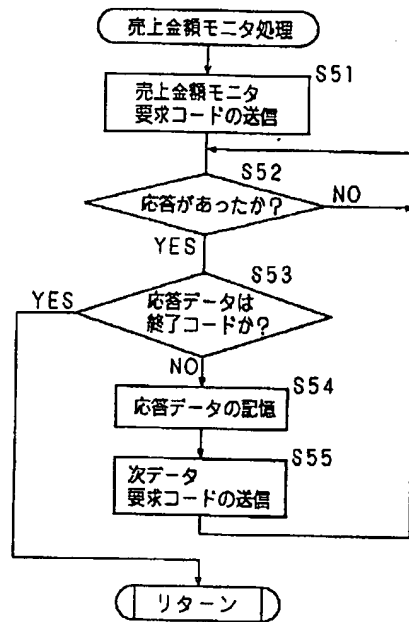 売上金額モニタ処理
S51
売上金額モニタ
要求コードの送信
S52
応答があったか？
NO
YES
S53
YES
応答データは
終了コードか？
NO
S54
応答データの記憶
S55
次データ
要求コードの送信
リターン